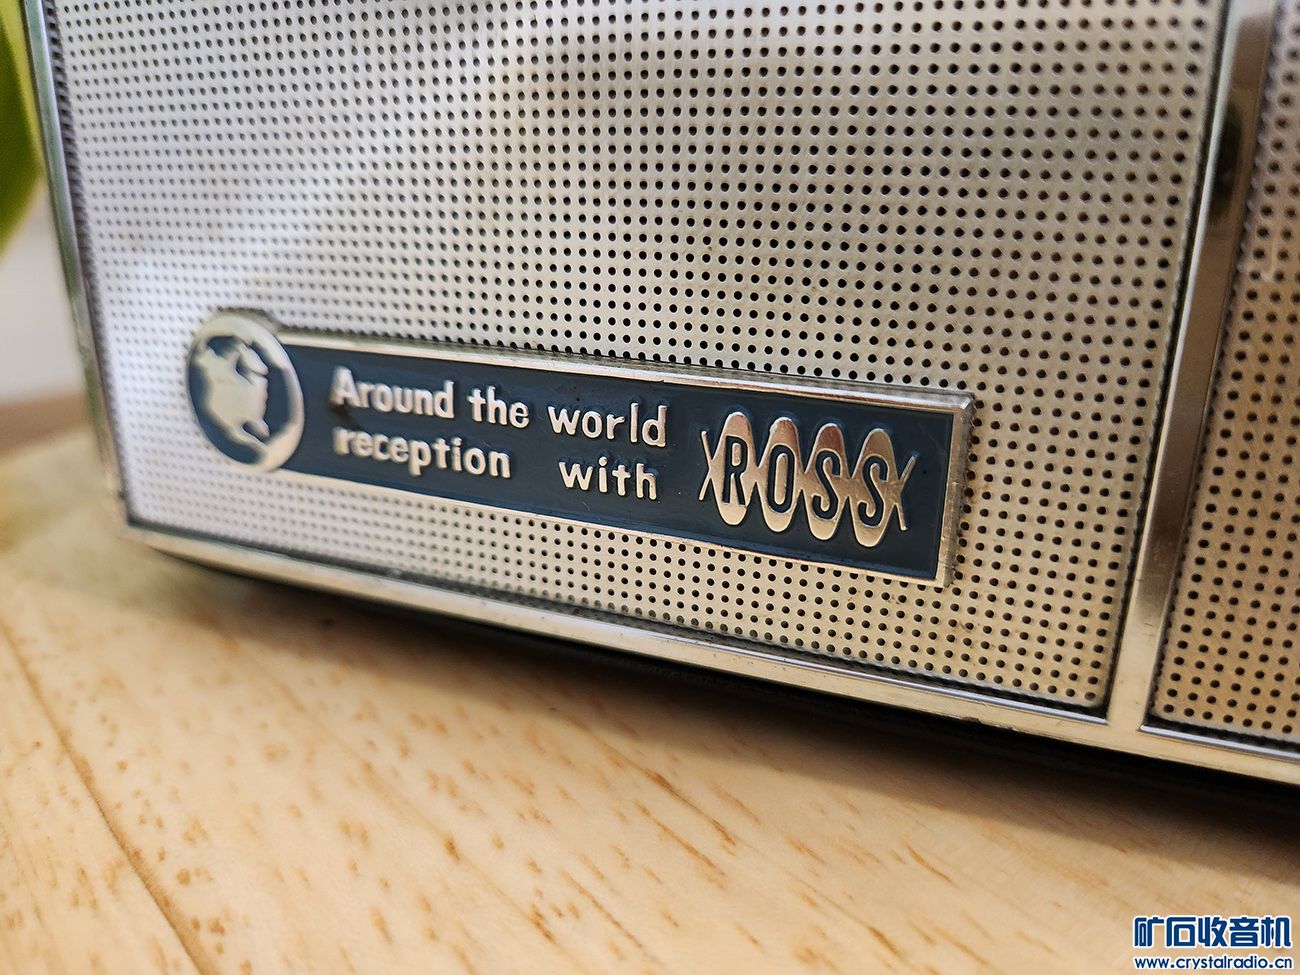 Around the world
reception with
ROSS
矿石收音机
www.crystalradio.cn